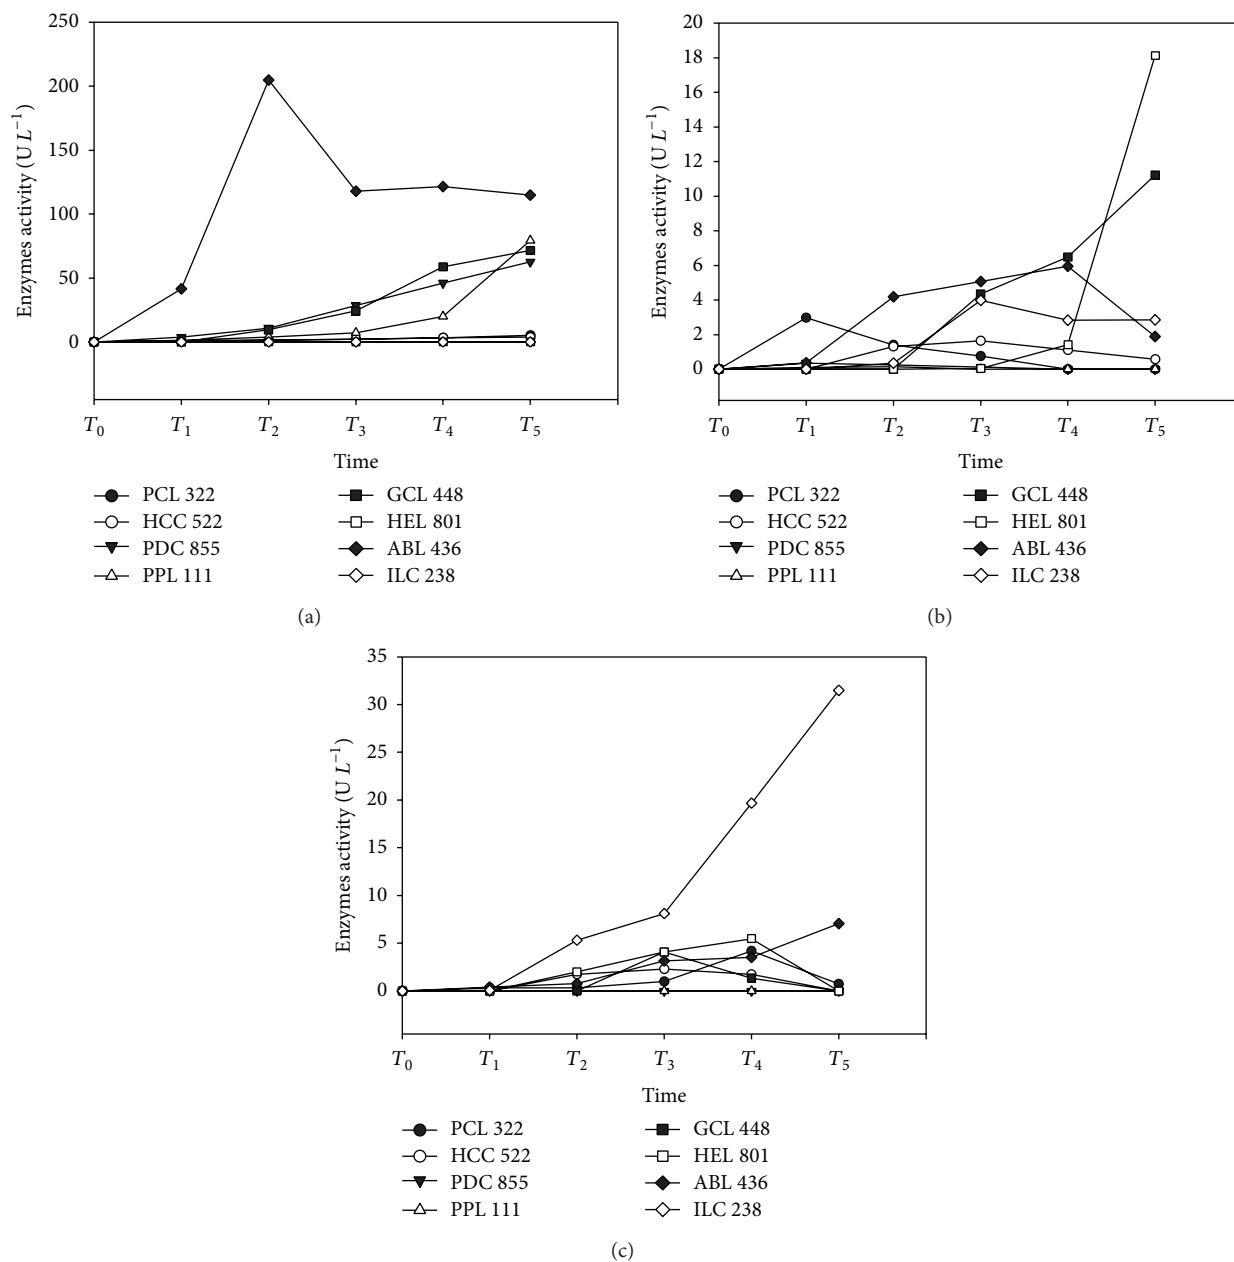 250
200
150
100
50
0
Enzymes activity (U L⁻¹)
T₀ T₁ T₂ T₃ T₄ T₅
Time
PCL 322 GCL 448
HCC 522 HEL 801
PDC 855 ABL 436
PPL 111 ILC 238
(a)
20
18
16
14
12
10
8
6
4
2
0
Enzymes activity (U L⁻¹)
T₀ T₁ T₂ T₃ T₄ T₅
Time
PCL 322 GCL 448
HCC 522 HEL 801
PDC 855 ABL 436
PPL 111 ILC 238
(b)
35
30
25
20
15
10
5
0
Enzymes activity (U L⁻¹)
T₀ T₁ T₂ T₃ T₄ T₅
Time
PCL 322 GCL 448
HCC 522 HEL 801
PDC 855 ABL 436
PPL 111 ILC 238
(c)